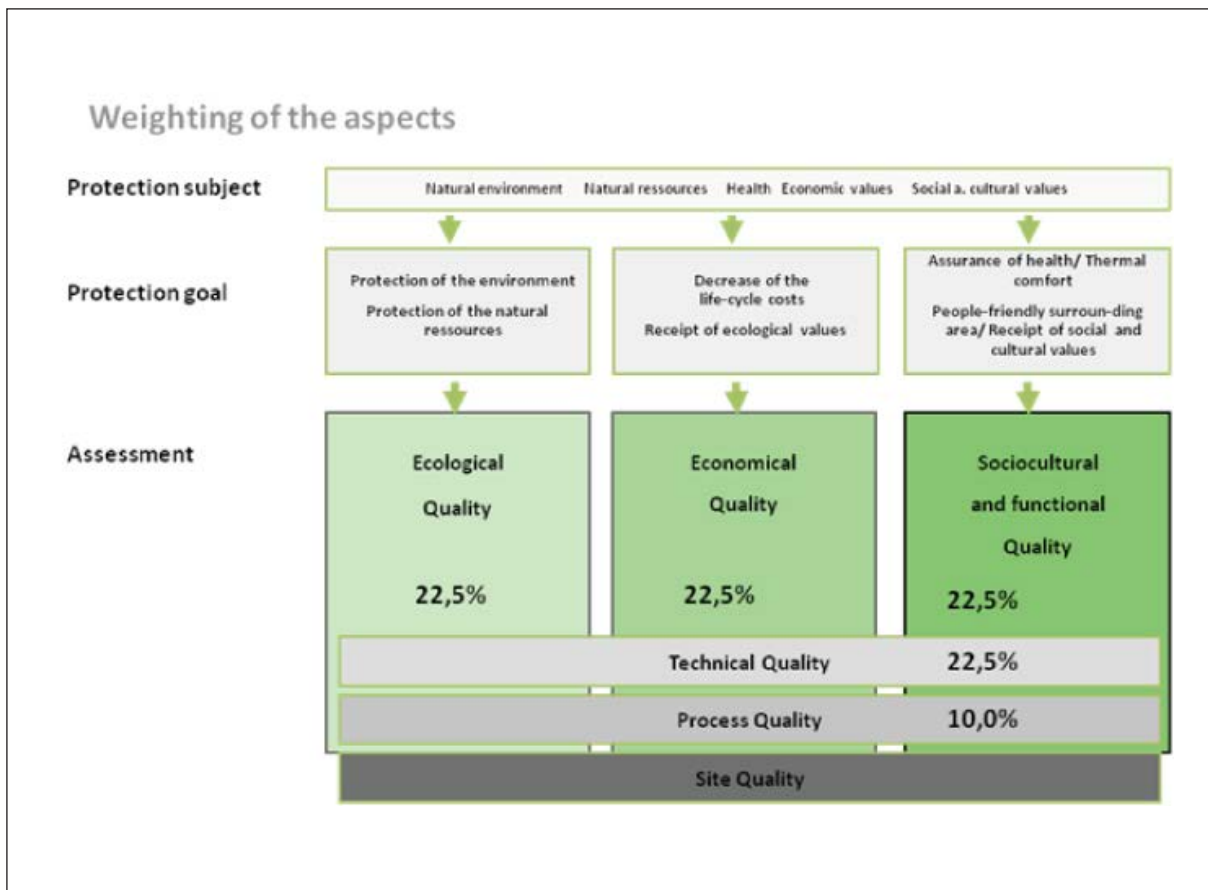 Weighting of the aspects
Protection subject
Natural environment Natural ressources Health Economic values Social a. cultural values
Protection goal
Protection of the environment
Protection of the natural
ressources
Decrease of the
life-cycle costs
Receipt of ecological values
Assurance of health/ Thermal
comfort
People-friendly surroun-ding
area/ Receipt of social and
cultural values
Assessment
Ecological
Quality
22,5%
Economical
Quality
22,5%
Sociocultural
and functional
Quality
22,5%
Technical Quality 22,5%
Process Quality 10,0%
Site Quality